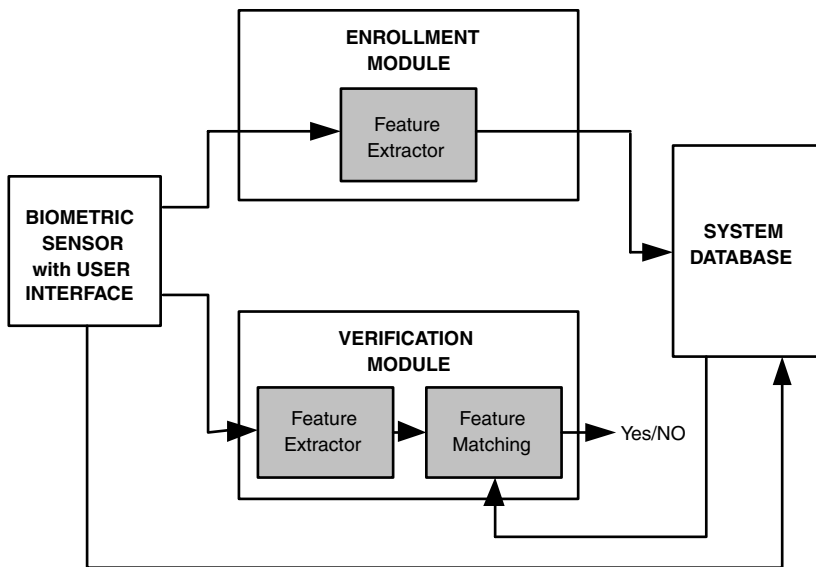 ENROLLMENT
MODULE
Feature
Extractor
BIOMETRIC
SENSOR
with USER
INTERFACE
SYSTEM
DATABASE
VERIFICATION
MODULE
Feature
Extractor
Feature
Matching
Yes/NO